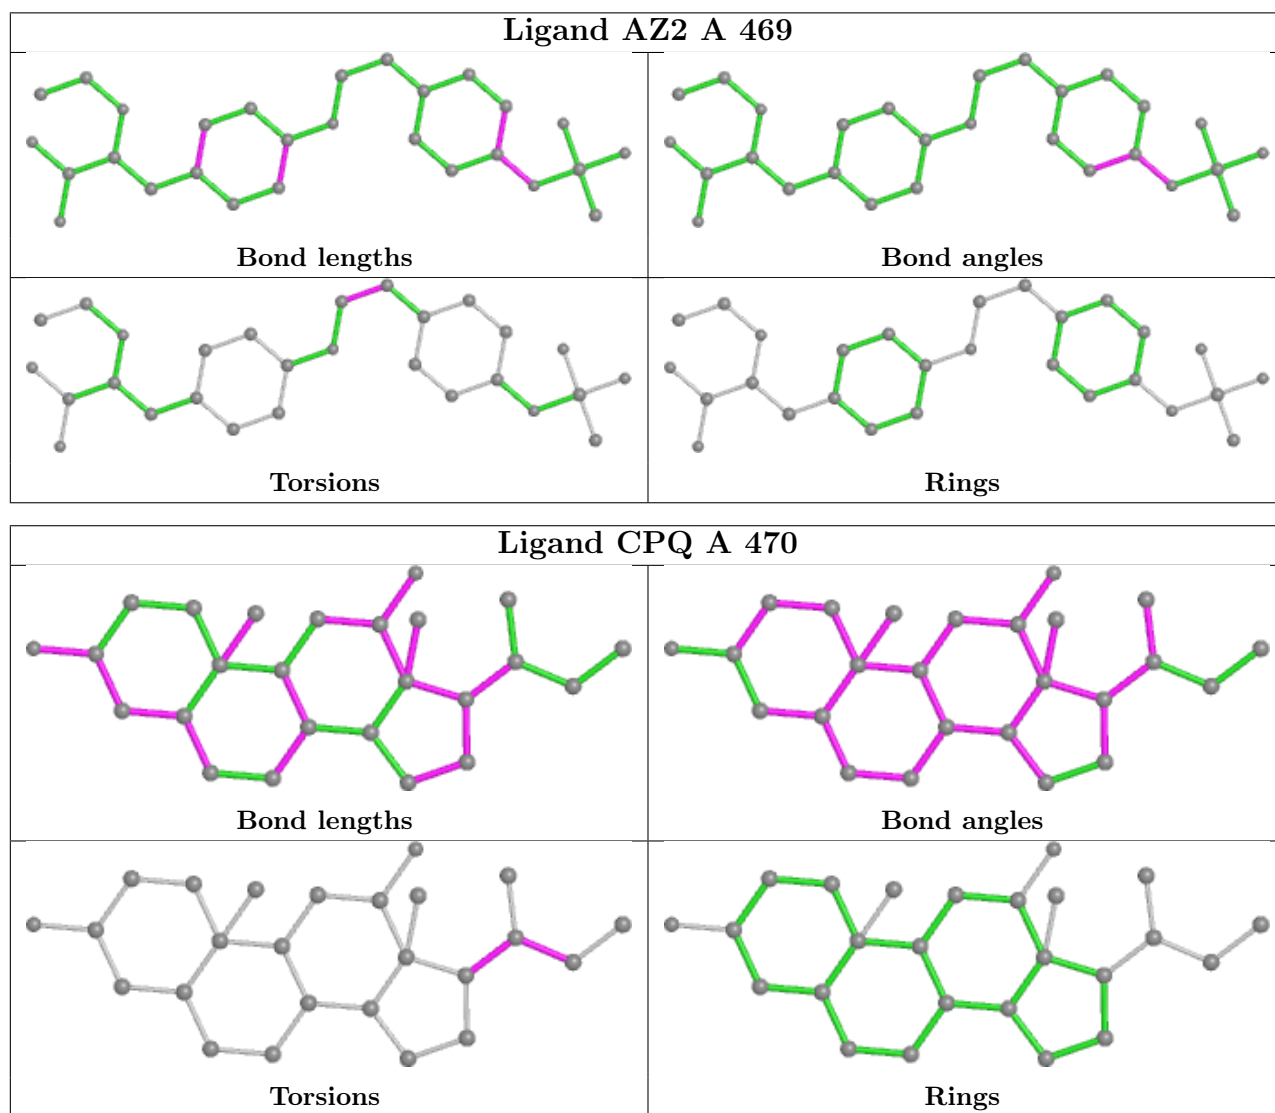 Ligand AZ2 A 469
Bond lengths
Bond angles
Torsions
Rings
Ligand CPQ A 470
Bond lengths
Bond angles
Torsions
Rings